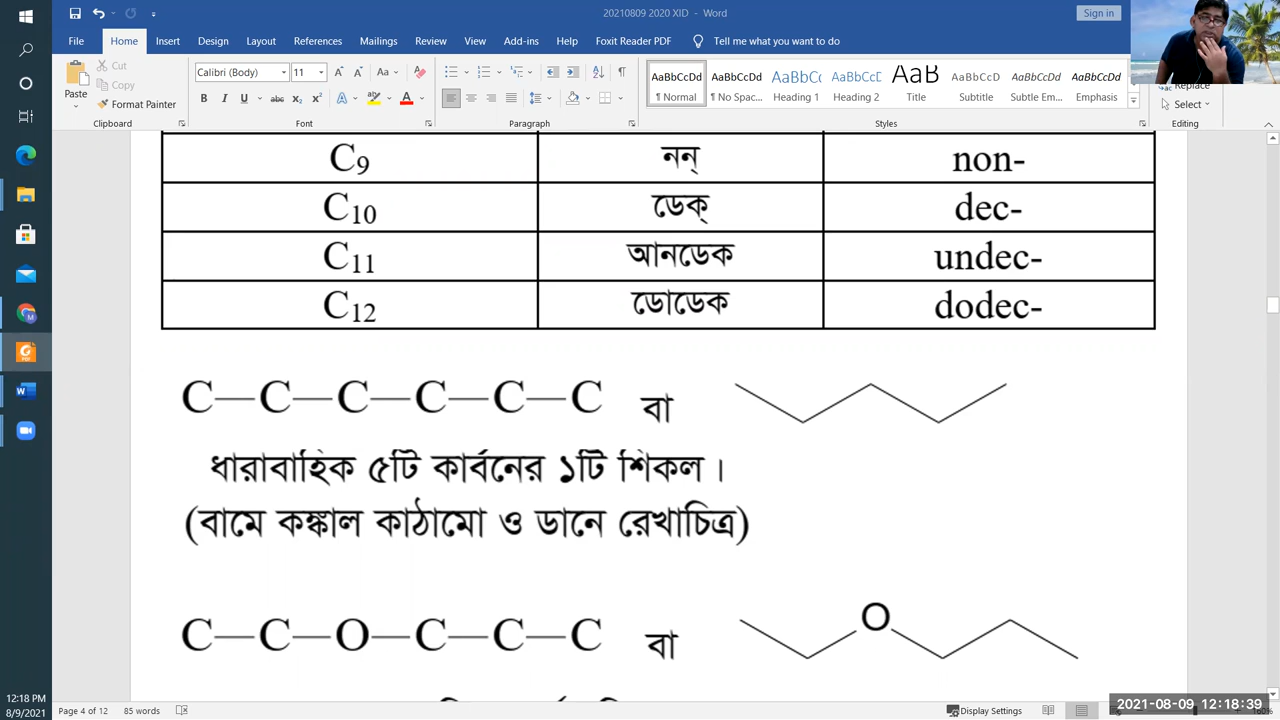 20210809 2020 XID - Word
Sign in
File Home Insert Design Layout References Mailings Review View Add-ins Help Foxit Reader PDF Tell me what you want to do
Paste
Cut
Copy
Format Painter
Clipboard
Calibri (Body) 11
Font
Paragraph
AaBbCcDd AaBbCcDd AaBbC AaBbCcD AaB AaBbCcD AaBbCcDd AaBbCcDd
¶ Normal ¶ No Spac... Heading 1 Heading 2 Title Subtitle Subtle Em... Emphasis
Styles
Replace
Select
Editing
C₉ নন্ non-
C₁₀ ডেক্ dec-
C₁₁ আনডেক undec-
C₁₂ ডোডেক dodec-
C—C—C—C—C—C বা
ধারাবাহিক ৫টি কার্বনের ১টি শিকল।
(বামে কঙ্কাল কাঠামো ও ডানে রেখাচিত্র)
C—C—O—C—C—C বা O
12:18 PM
8/9/2021
Page 4 of 12 85 words
Display Settings
2021-08-09 12:18:39